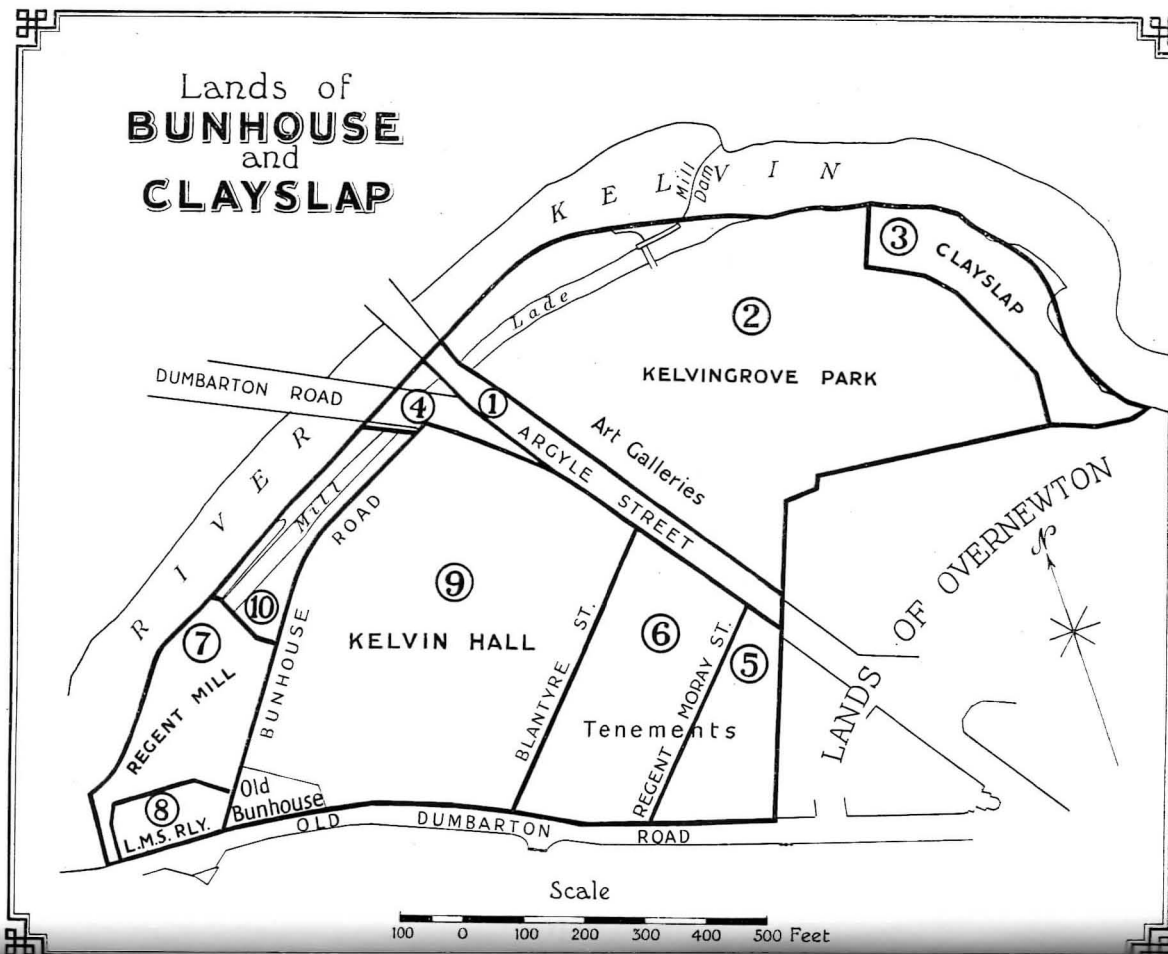 Lands of
BUNHOUSE
and
CLAYSLAP
RIVER KELVIN
Mill
Dam
③
CLAYSLAP
Lade
②
KELVINGROVE PARK
DUMBARTON ROAD
④
①
ARGYLE STREET
Art Galleries
Mill
BUNHOUSE ROAD
LANDS OF OVERNEWTON
N
⑨
KELVIN HALL
⑩
⑦
REGENT MILL
BLANTYRE ST.
⑥
REGENT MORAY ST.
⑤
Tenements
⑧
L.M.S. RLY.
Old
Bunhouse
OLD DUMBARTON ROAD
Scale
100 0 100 200 300 400 500 Feet